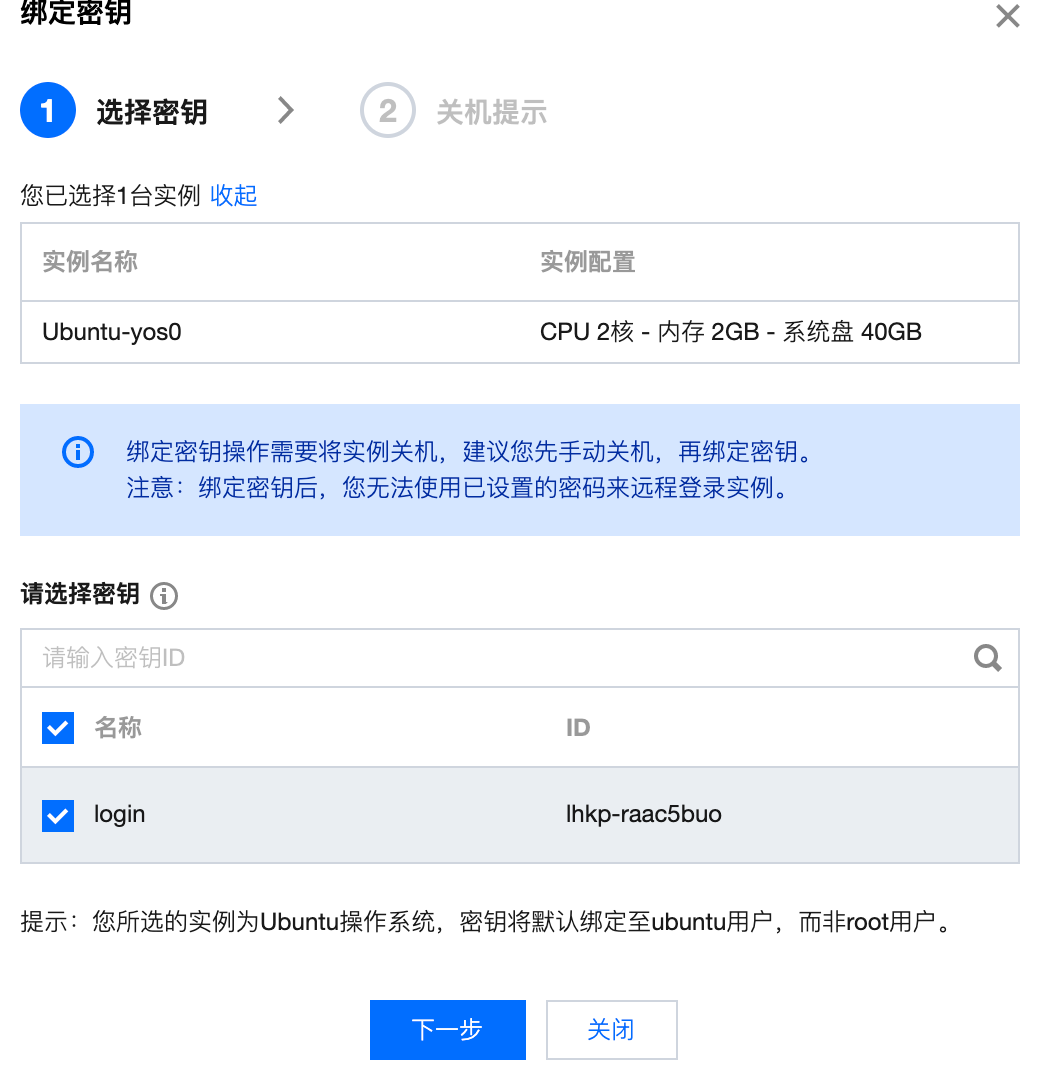 绑定密钥
1 选择密钥 2 关机提示
您已选择1台实例 收起
实例名称 实例配置
Ubuntu-yos0 CPU 2核 - 内存 2GB - 系统盘 40GB
绑定密钥操作需要将实例关机，建议您先手动关机，再绑定密钥。
注意：绑定密钥后，您无法使用已设置的密码来远程登录实例。
请选择密钥
请输入密钥ID
名称 ID
login lhkp-raac5buo
提示：您所选的实例为Ubuntu操作系统，密钥将默认绑定至ubuntu用户，而非root用户。
下一步 关闭